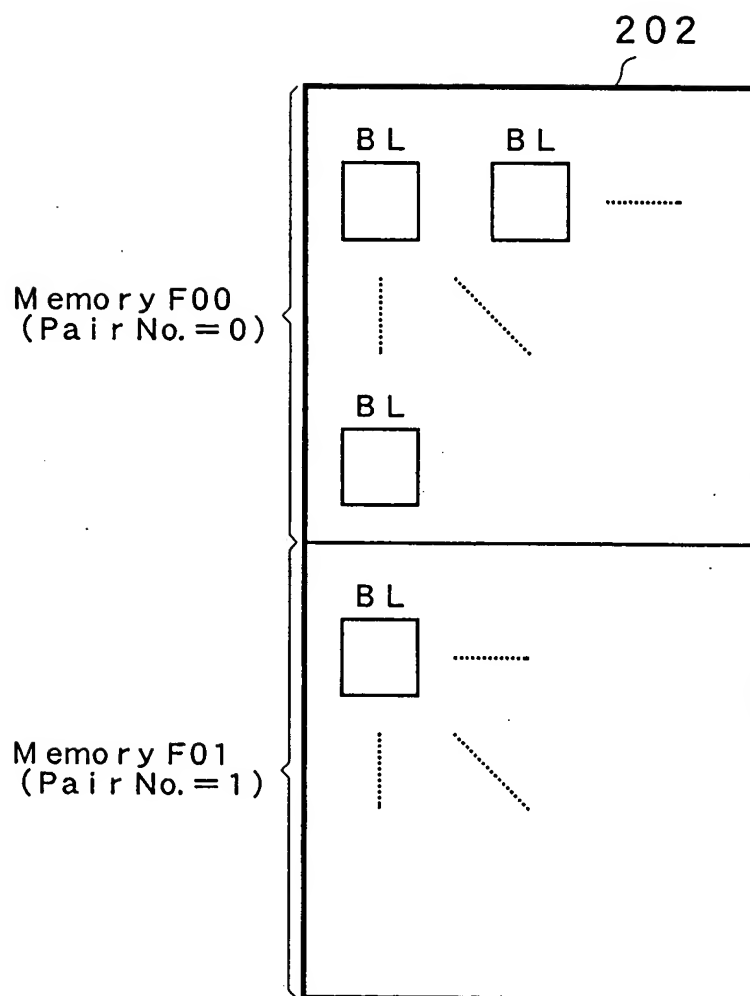 202
BL BL
Memory F00
(Pair No.=0)
BL
BL
Memory F01
(Pair No.=1)